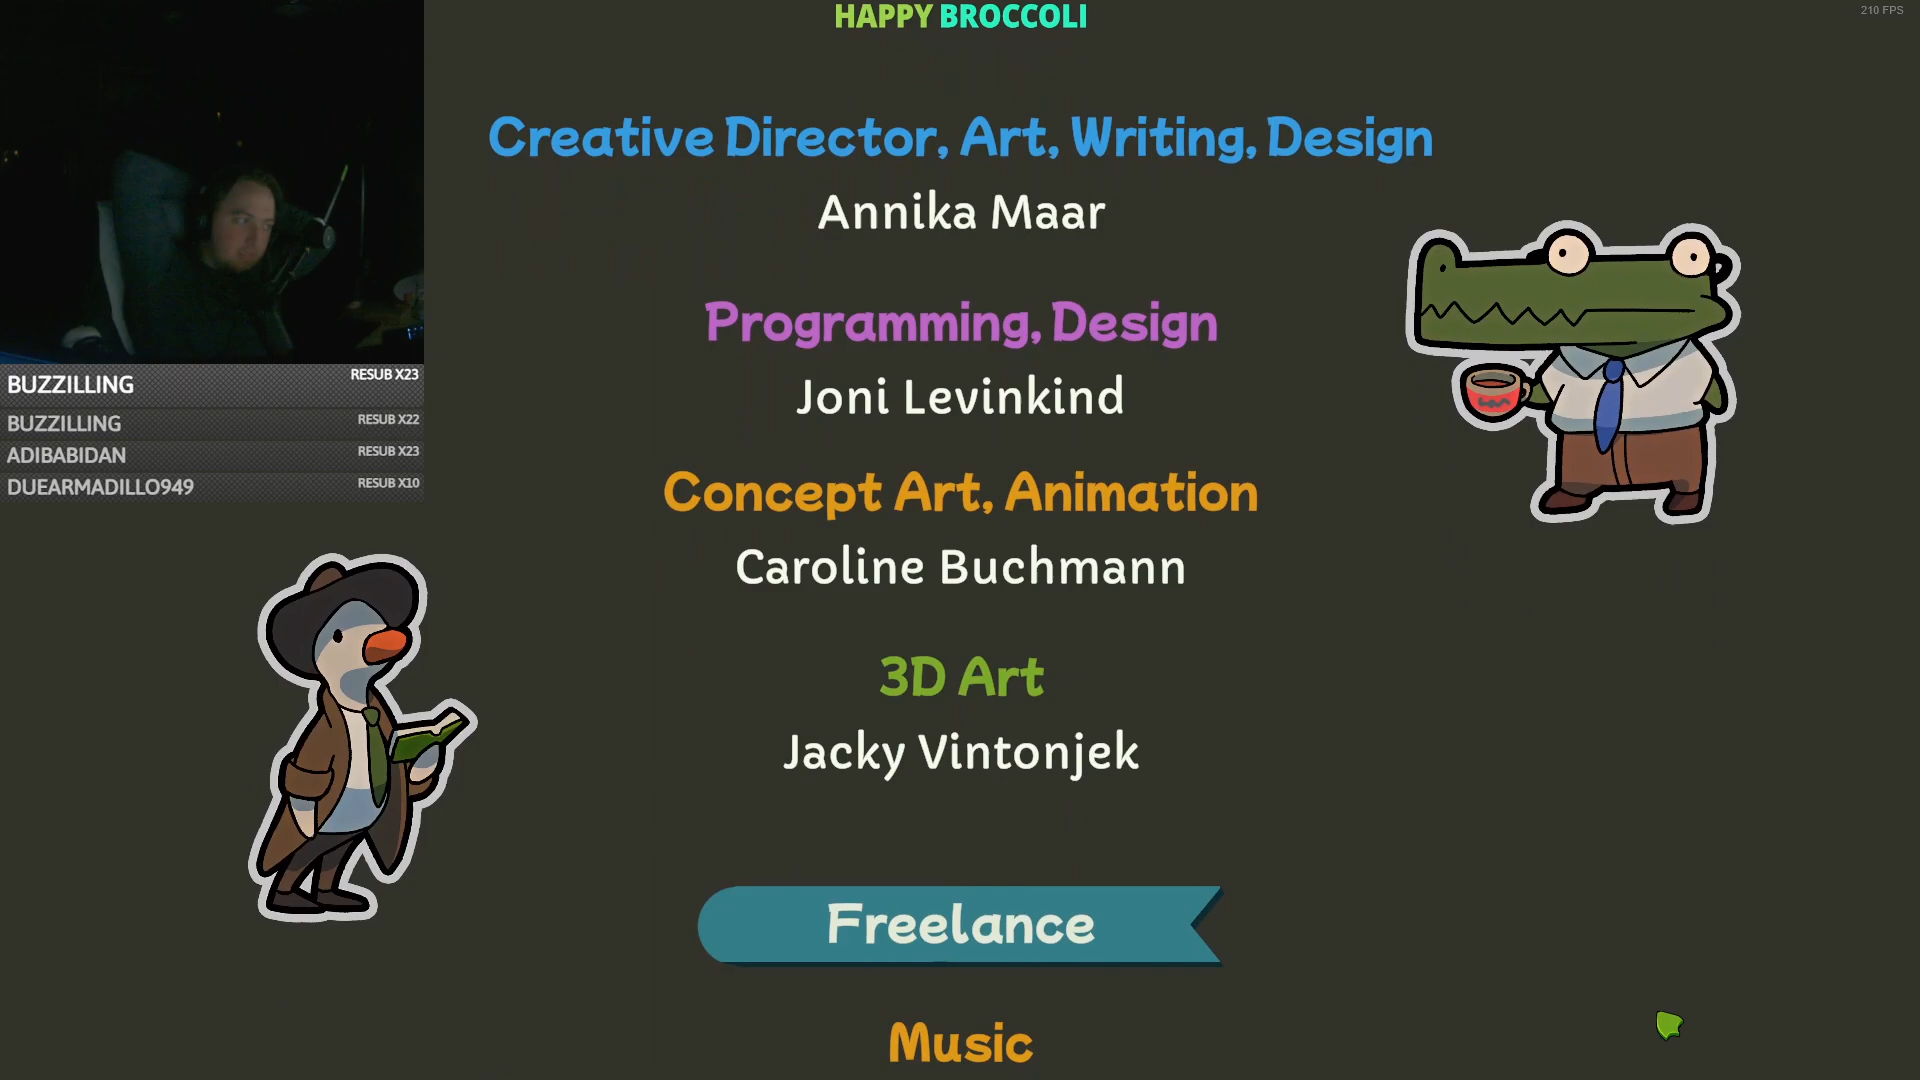 HAPPY BROCCOLI
210 FPS
Creative Director, Art, Writing, Design
Annika Maar
Programming, Design
Joni Levinkind
BUZZILLING RESUB X23
BUZZILLING RESUB X22
ADIBABIDAN RESUB X23
DUEARMADILLO949 RESUB X10
Concept Art, Animation
Caroline Buchmann
3D Art
Jacky Vintonjek
Freelance
Music